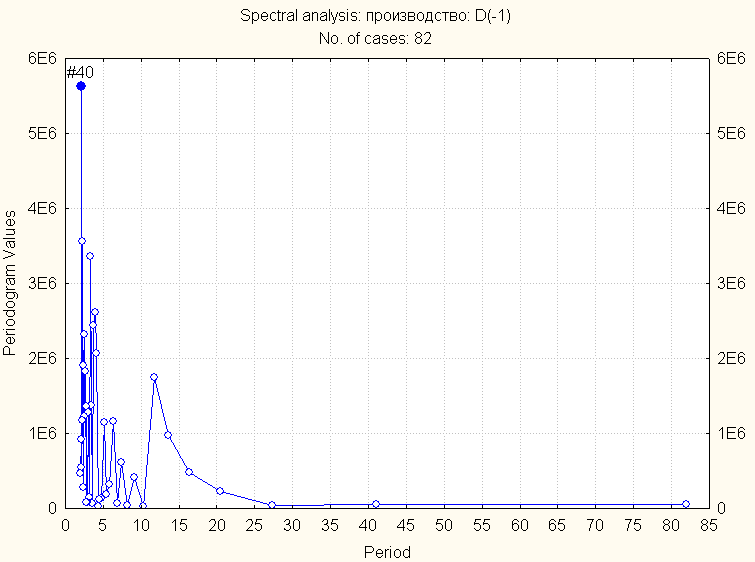 Spectral analysis: производство: D(-1)
No. of cases: 82
6E6 6E6
#40
5E6 5E6
4E6 4E6
Periodogram Values
3E6 3E6
2E6 2E6
1E6 1E6
0 0
0 5 10 15 20 25 30 35 40 45 50 55 60 65 70 75 80 85
Period